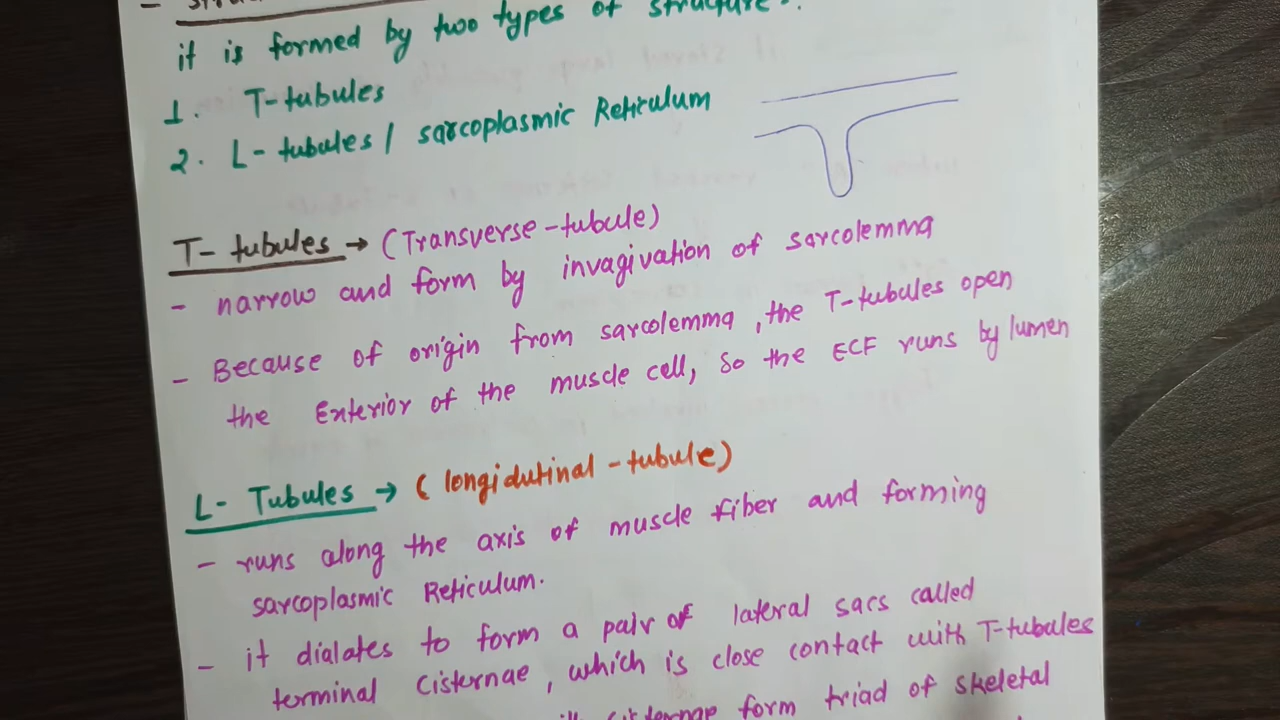 it is formed by two types of structure.
1. T-tubules
2. L-tubules / sarcoplasmic Reticulum
T-tubules → (Transverse-tubule)
- narrow and form by invagivation of sarcolemma
- Because of origin from sarcolemma, the T-tubules open
the Exterior of the muscle cell, so the ECF runs by lumen
L-Tubules → (longidutinal-tubule)
- runs along the axis of muscle fiber and forming
sarcoplasmic Reticulum.
- it dialates to form a pair of lateral sacs called
terminal Cisternae, which is close contact with T-tubules
form triad of skeletal